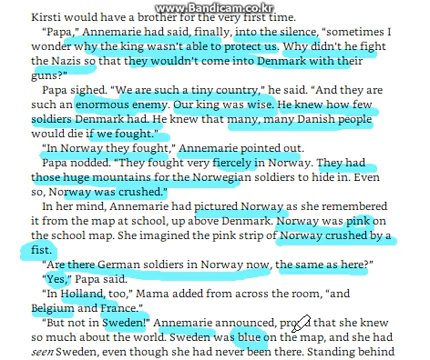 www.Bandicam.co.kr
Kirsti would have a brother for the very first time.
“Papa,” Annemarie had said, finally, into the silence, “sometimes I
wonder why the king wasn’t able to protect us. Why didn’t he fight
the Nazis so that they wouldn’t come into Denmark with their
guns?”
Papa sighed. “We are such a tiny country,” he said. “And they are
such an enormous enemy. Our king was wise. He knew how few
soldiers Denmark had. He knew that many, many Danish people
would die if we fought.”
“In Norway they fought,” Annemarie pointed out.
Papa nodded. “They fought very fiercely in Norway. They had
those huge mountains for the Norwegian soldiers to hide in. Even
so, Norway was crushed.”
In her mind, Annemarie had pictured Norway as she remembered
it from the map at school, up above Denmark. Norway was pink on
the school map. She imagined the pink strip of Norway crushed by a
fist.
“Are there German soldiers in Norway now, the same as here?”
“Yes,” Papa said.
“In Holland, too,” Mama added from across the room, “and
Belgium and France.”
“But not in Sweden!” Annemarie announced, that she knew
so much about the world. Sweden was blue on the map, and she had
seen Sweden, even though she had never been there. Standing behind